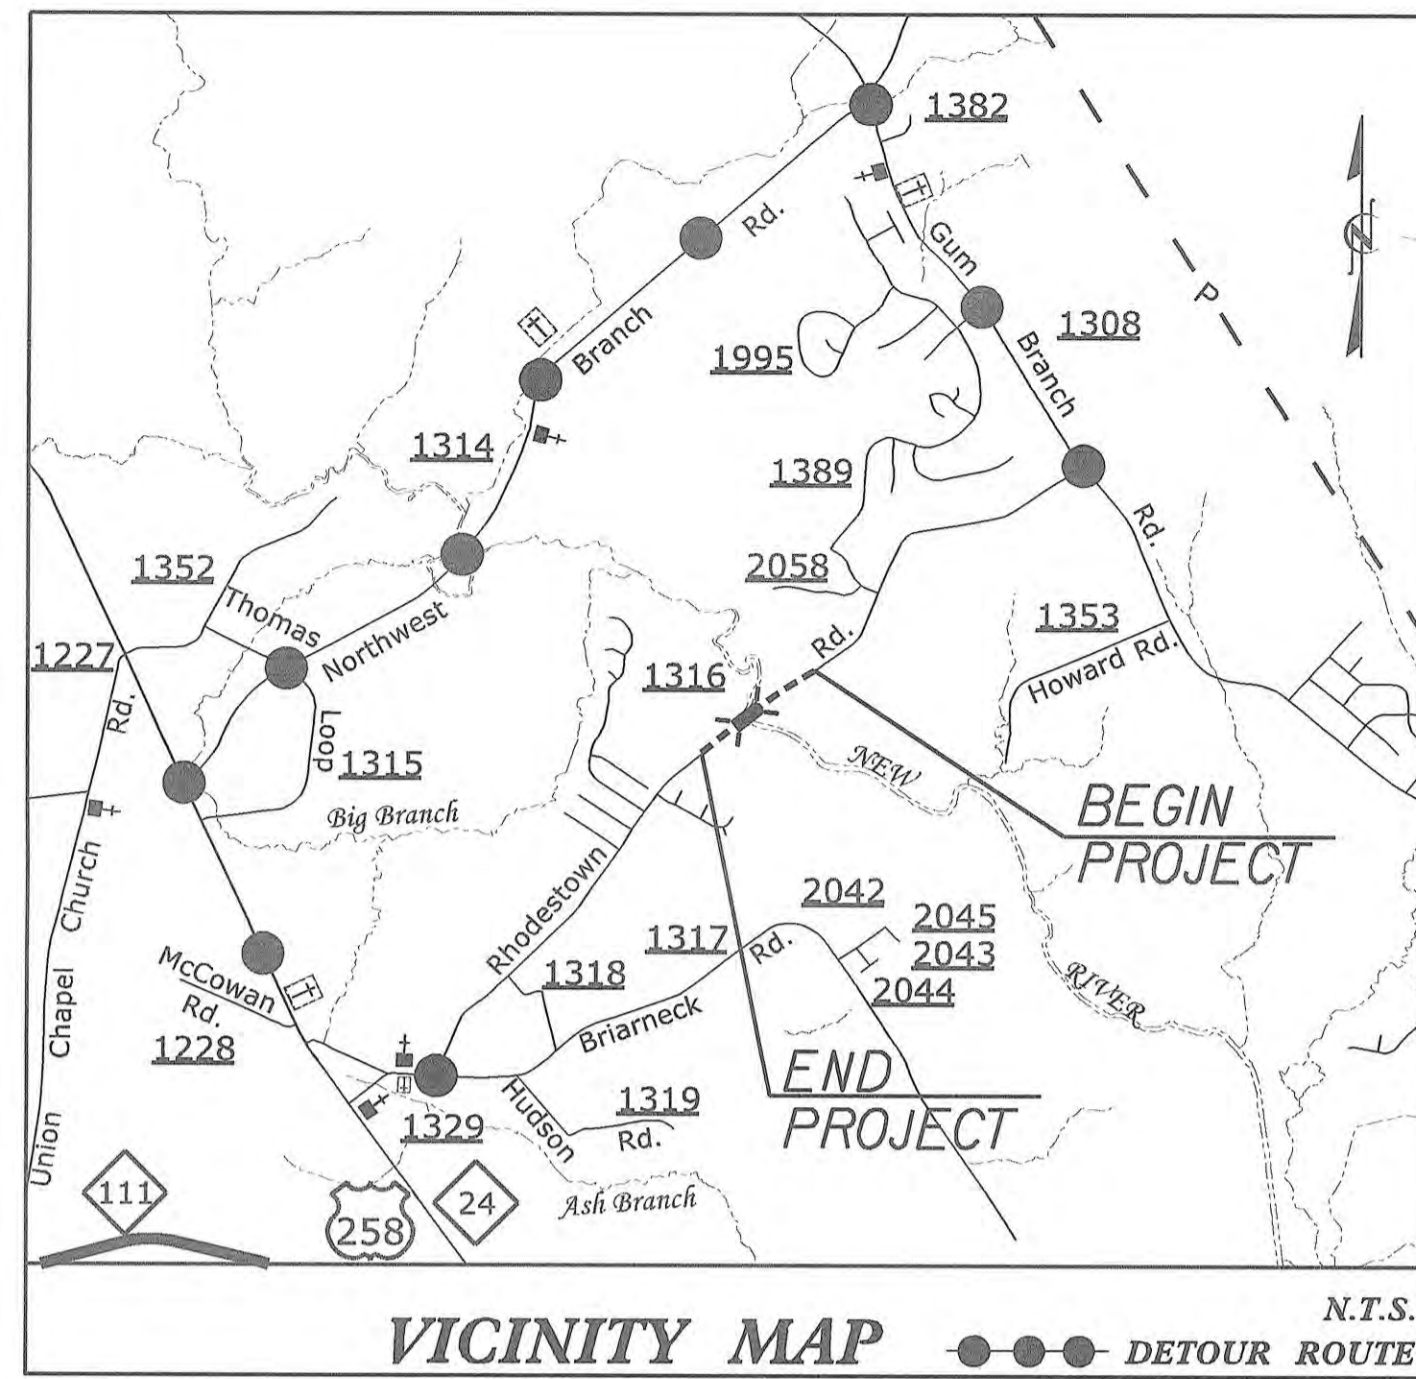 1382
Rd.
Gum
P
1308
1995
Branch
Branch
1314
1389
Rd.
1352
2058
Thomas
1353
Northwest
1227
Rd.
1316
Howard Rd.
Rd.
Loop
1315
NEW
Big Branch
BEGIN
PROJECT
Church
Rhodestown
2042
2045
1317
2043
Rd.
McCowan
Rd.
1318
2044
RIVER
Chapel
1228
Briarneck
END
PROJECT
Hudson
1319
Rd.
1329
Union
111
258
24
Ash Branch
N.T.S.
VICINITY MAP
DETOUR ROUTE